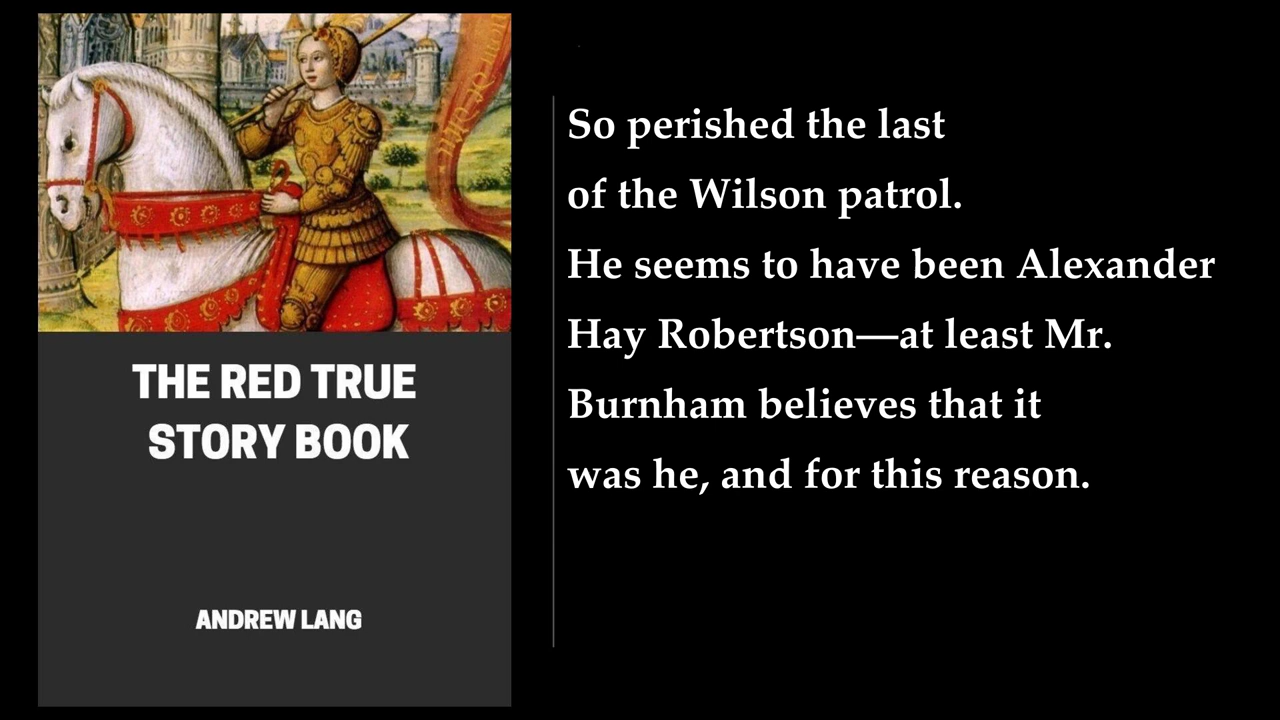 THE RED TRUE
STORY BOOK
ANDREW LANG
So perished the last
of the Wilson patrol.
He seems to have been Alexander
Hay Robertson—at least Mr.
Burnham believes that it
was he, and for this reason.